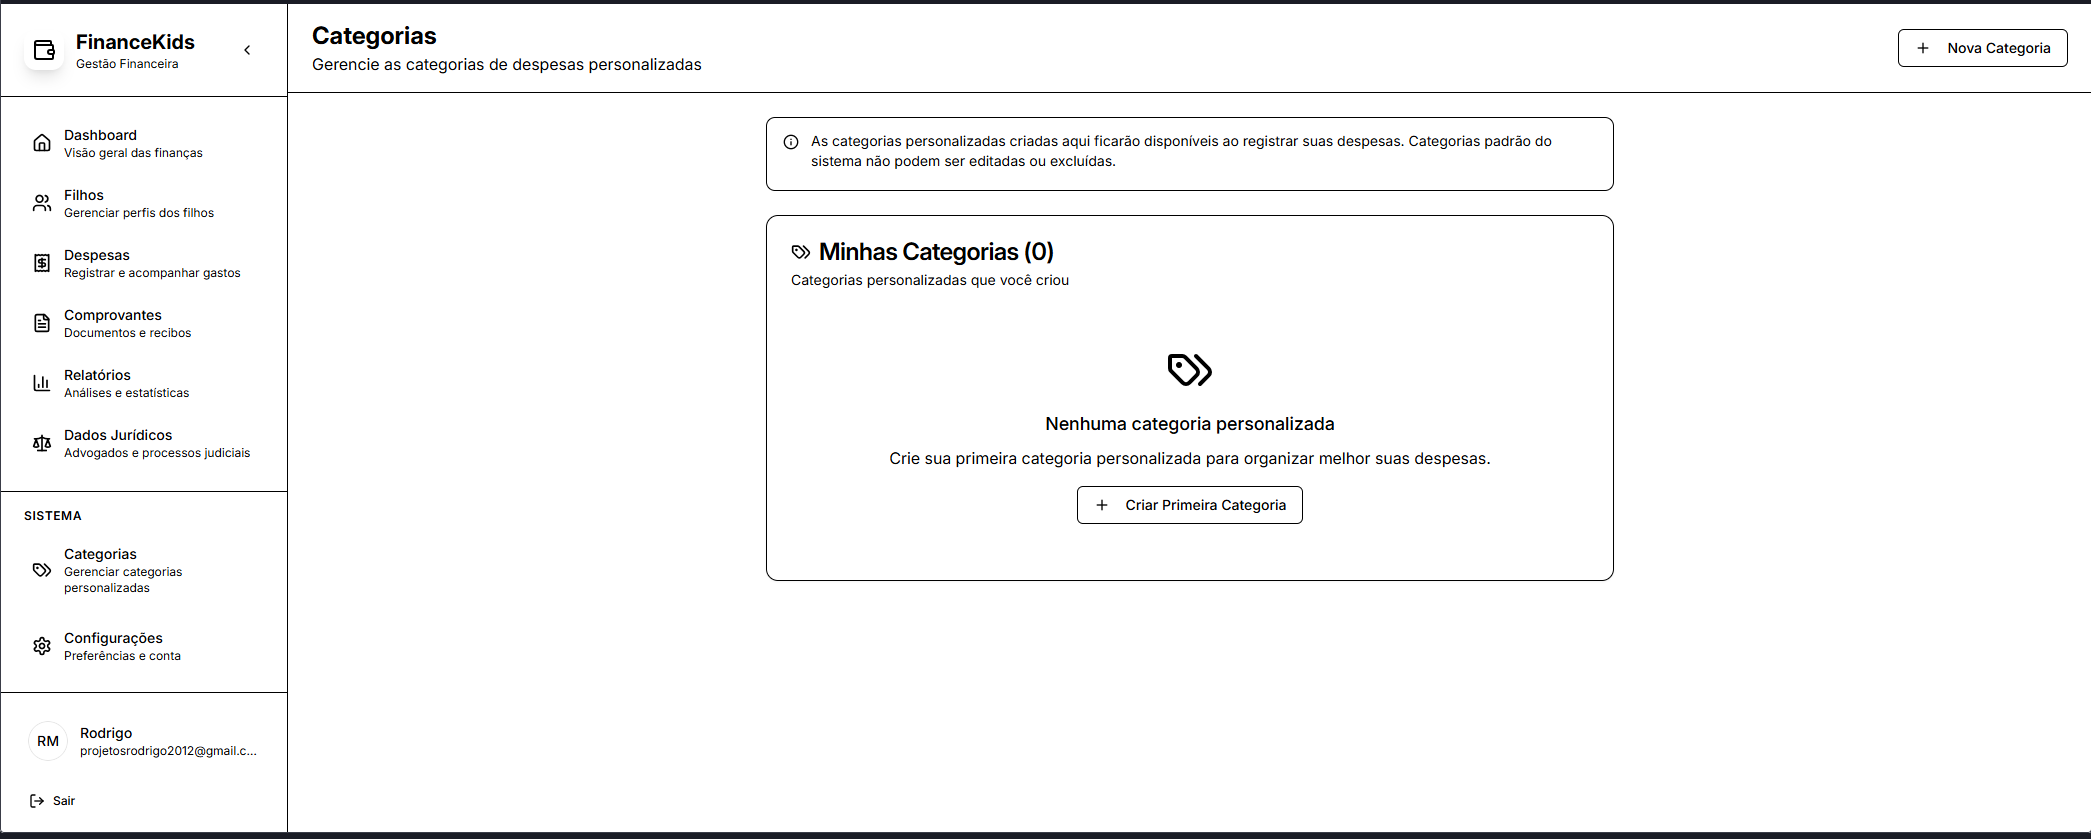 FinanceKids
Gestão Financeira
Dashboard
Visão geral das finanças
Filhos
Gerenciar perfis dos filhos
Despesas
Registrar e acompanhar gastos
Comprovantes
Documentos e recibos
Relatórios
Análises e estatísticas
Dados Jurídicos
Advogados e processos judiciais
SISTEMA
Categorias
Gerenciar categorias
personalizadas
Configurações
Preferências e conta
RM
Rodrigo
projetosrodrigo2012@gmail.c...
Sair
Categorias
Gerencie as categorias de despesas personalizadas
Nova Categoria
As categorias personalizadas criadas aqui ficarão disponíveis ao registrar suas despesas. Categorias padrão do
sistema não podem ser editadas ou excluídas.
Minhas Categorias (0)
Categorias personalizadas que você criou
Nenhuma categoria personalizada
Crie sua primeira categoria personalizada para organizar melhor suas despesas.
Criar Primeira Categoria